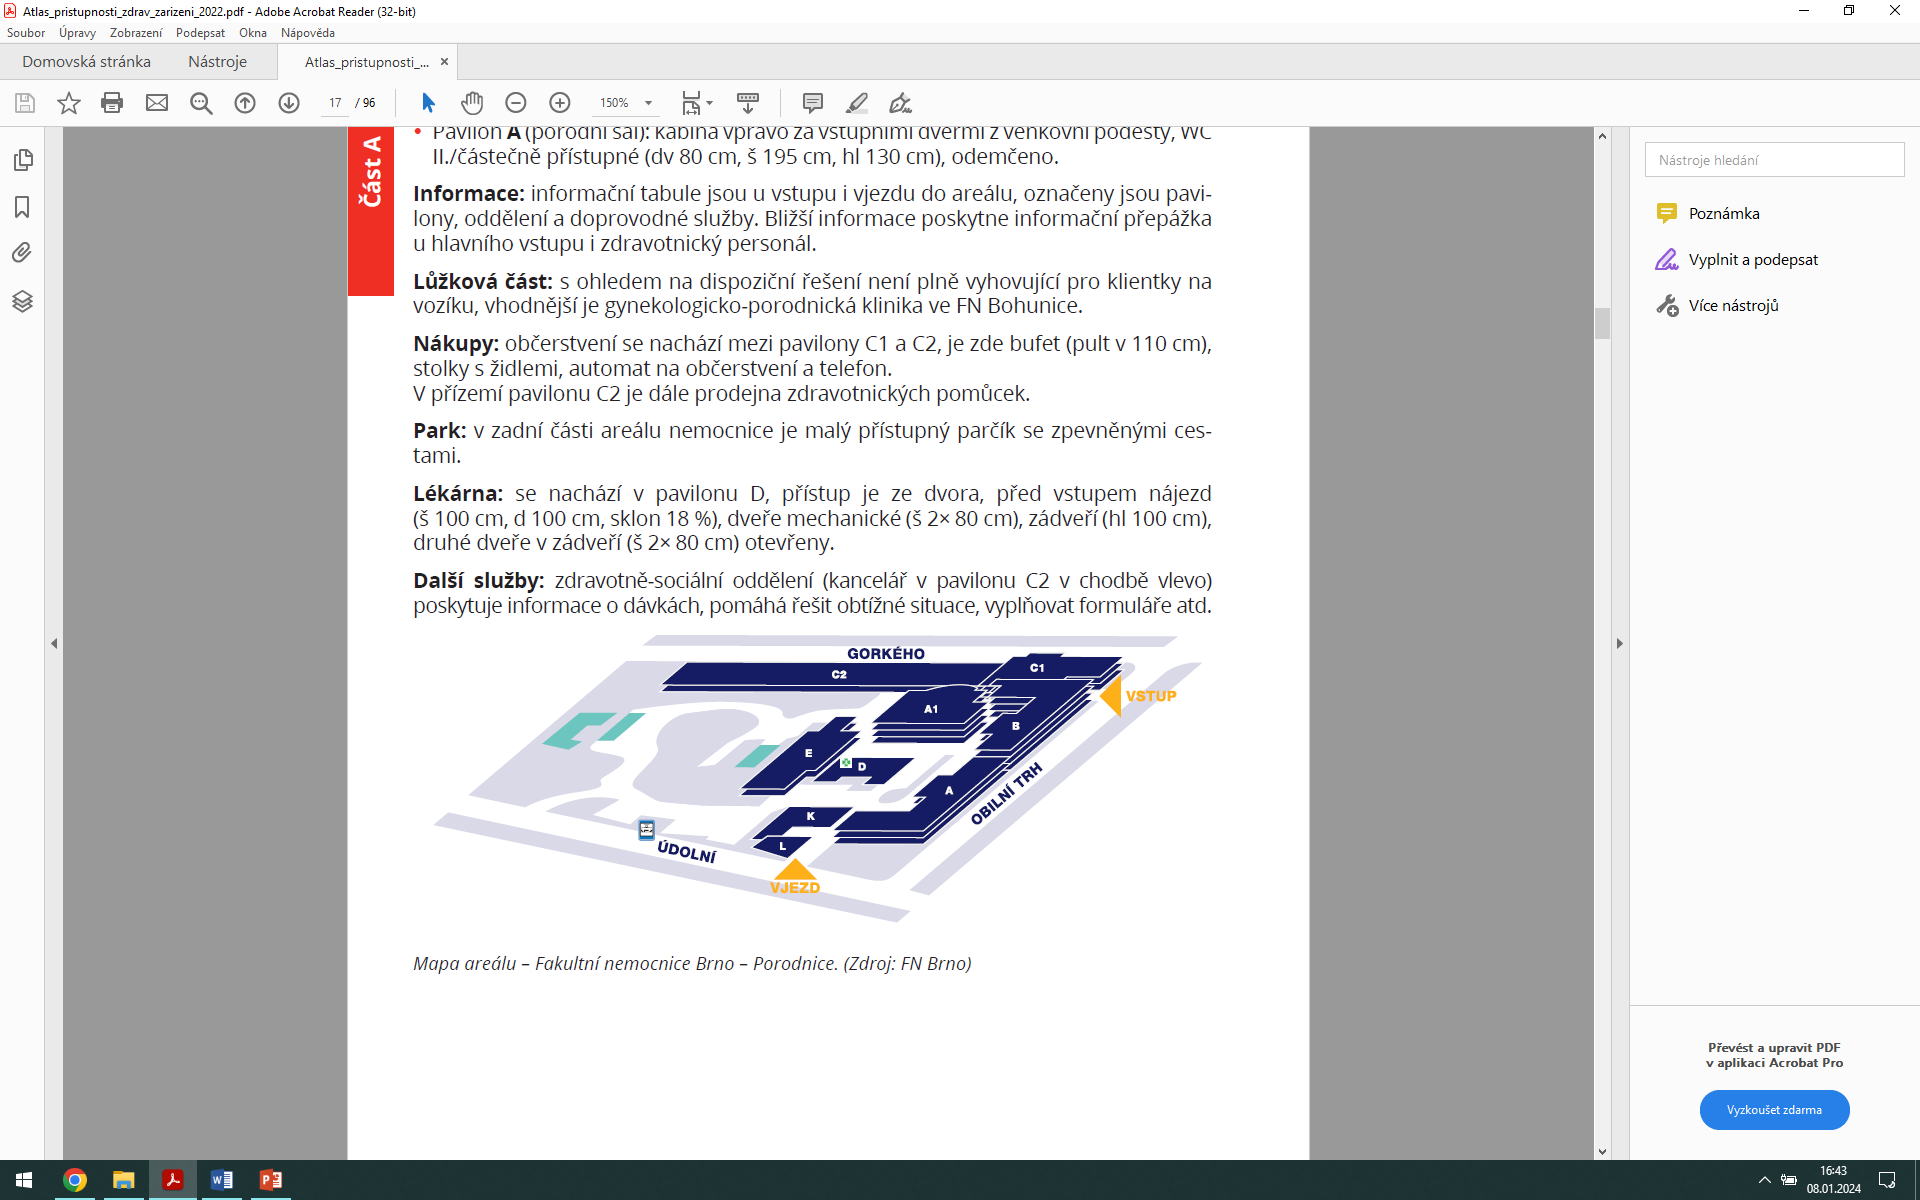 Atlas_pristupnosti_zdrav_zarizeni_2022.pdf - Adobe Acrobat Reader (32-bit)
Soubor Úpravy Zobrazení Podepsat Okna Nápověda
Domovská stránka Nástroje Atlas_pristupnosti_... ×
17 / 96 150%
Část A
• Pavilon A (porodní sál): kabina vpravo za vstupními dveřmi z venkovní podesty, WC
II./částečně přístupné (dv 80 cm, š 195 cm, hl 130 cm), odemčeno.
Informace: informační tabule jsou u vstupu i vjezdu do areálu, označeny jsou pavi-
lony, oddělení a doprovodné služby. Bližší informace poskytne informační přepážka
u hlavního vstupu i zdravotnický personál.
Lůžková část: s ohledem na dispoziční řešení není plně vyhovující pro klientky na
vozíku, vhodnější je gynekologicko-porodnická klinika ve FN Bohunice.
Nákupy: občerstvení se nachází mezi pavilony C1 a C2, je zde bufet (pult v 110 cm),
stolky s židlemi, automat na občerstvení a telefon.
V přízemí pavilonu C2 je dále prodejna zdravotnických pomůcek.
Park: v zadní části areálu nemocnice je malý přístupný parčík se zpevněnými ces-
tami.
Lékárna: se nachází v pavilonu D, přístup je ze dvora, před vstupem nájezd
(š 100 cm, d 100 cm, sklon 18 %), dveře mechanické (š 2× 80 cm), zádveří (hl 100 cm),
druhé dveře v zádveří (š 2× 80 cm) otevřeny.
Další služby: zdravotně-sociální oddělení (kancelář v pavilonu C2 v chodbě vlevo)
poskytuje informace o dávkách, pomáhá řešit obtížné situace, vyplňovat formuláře atd.
GORKÉHO
C1
C2
VSTUP
A1
B
E
D
A
OBILNÍ TRH
K
L
ÚDOLNÍ
VJEZD
Mapa areálu – Fakultní nemocnice Brno – Porodnice. (Zdroj: FN Brno)
Nástroje hledání
Poznámka
Vyplnit a podepsat
Více nástrojů
Převést a upravit PDF
v aplikaci Acrobat Pro
Vyzkoušet zdarma
16:43
08.01.2024